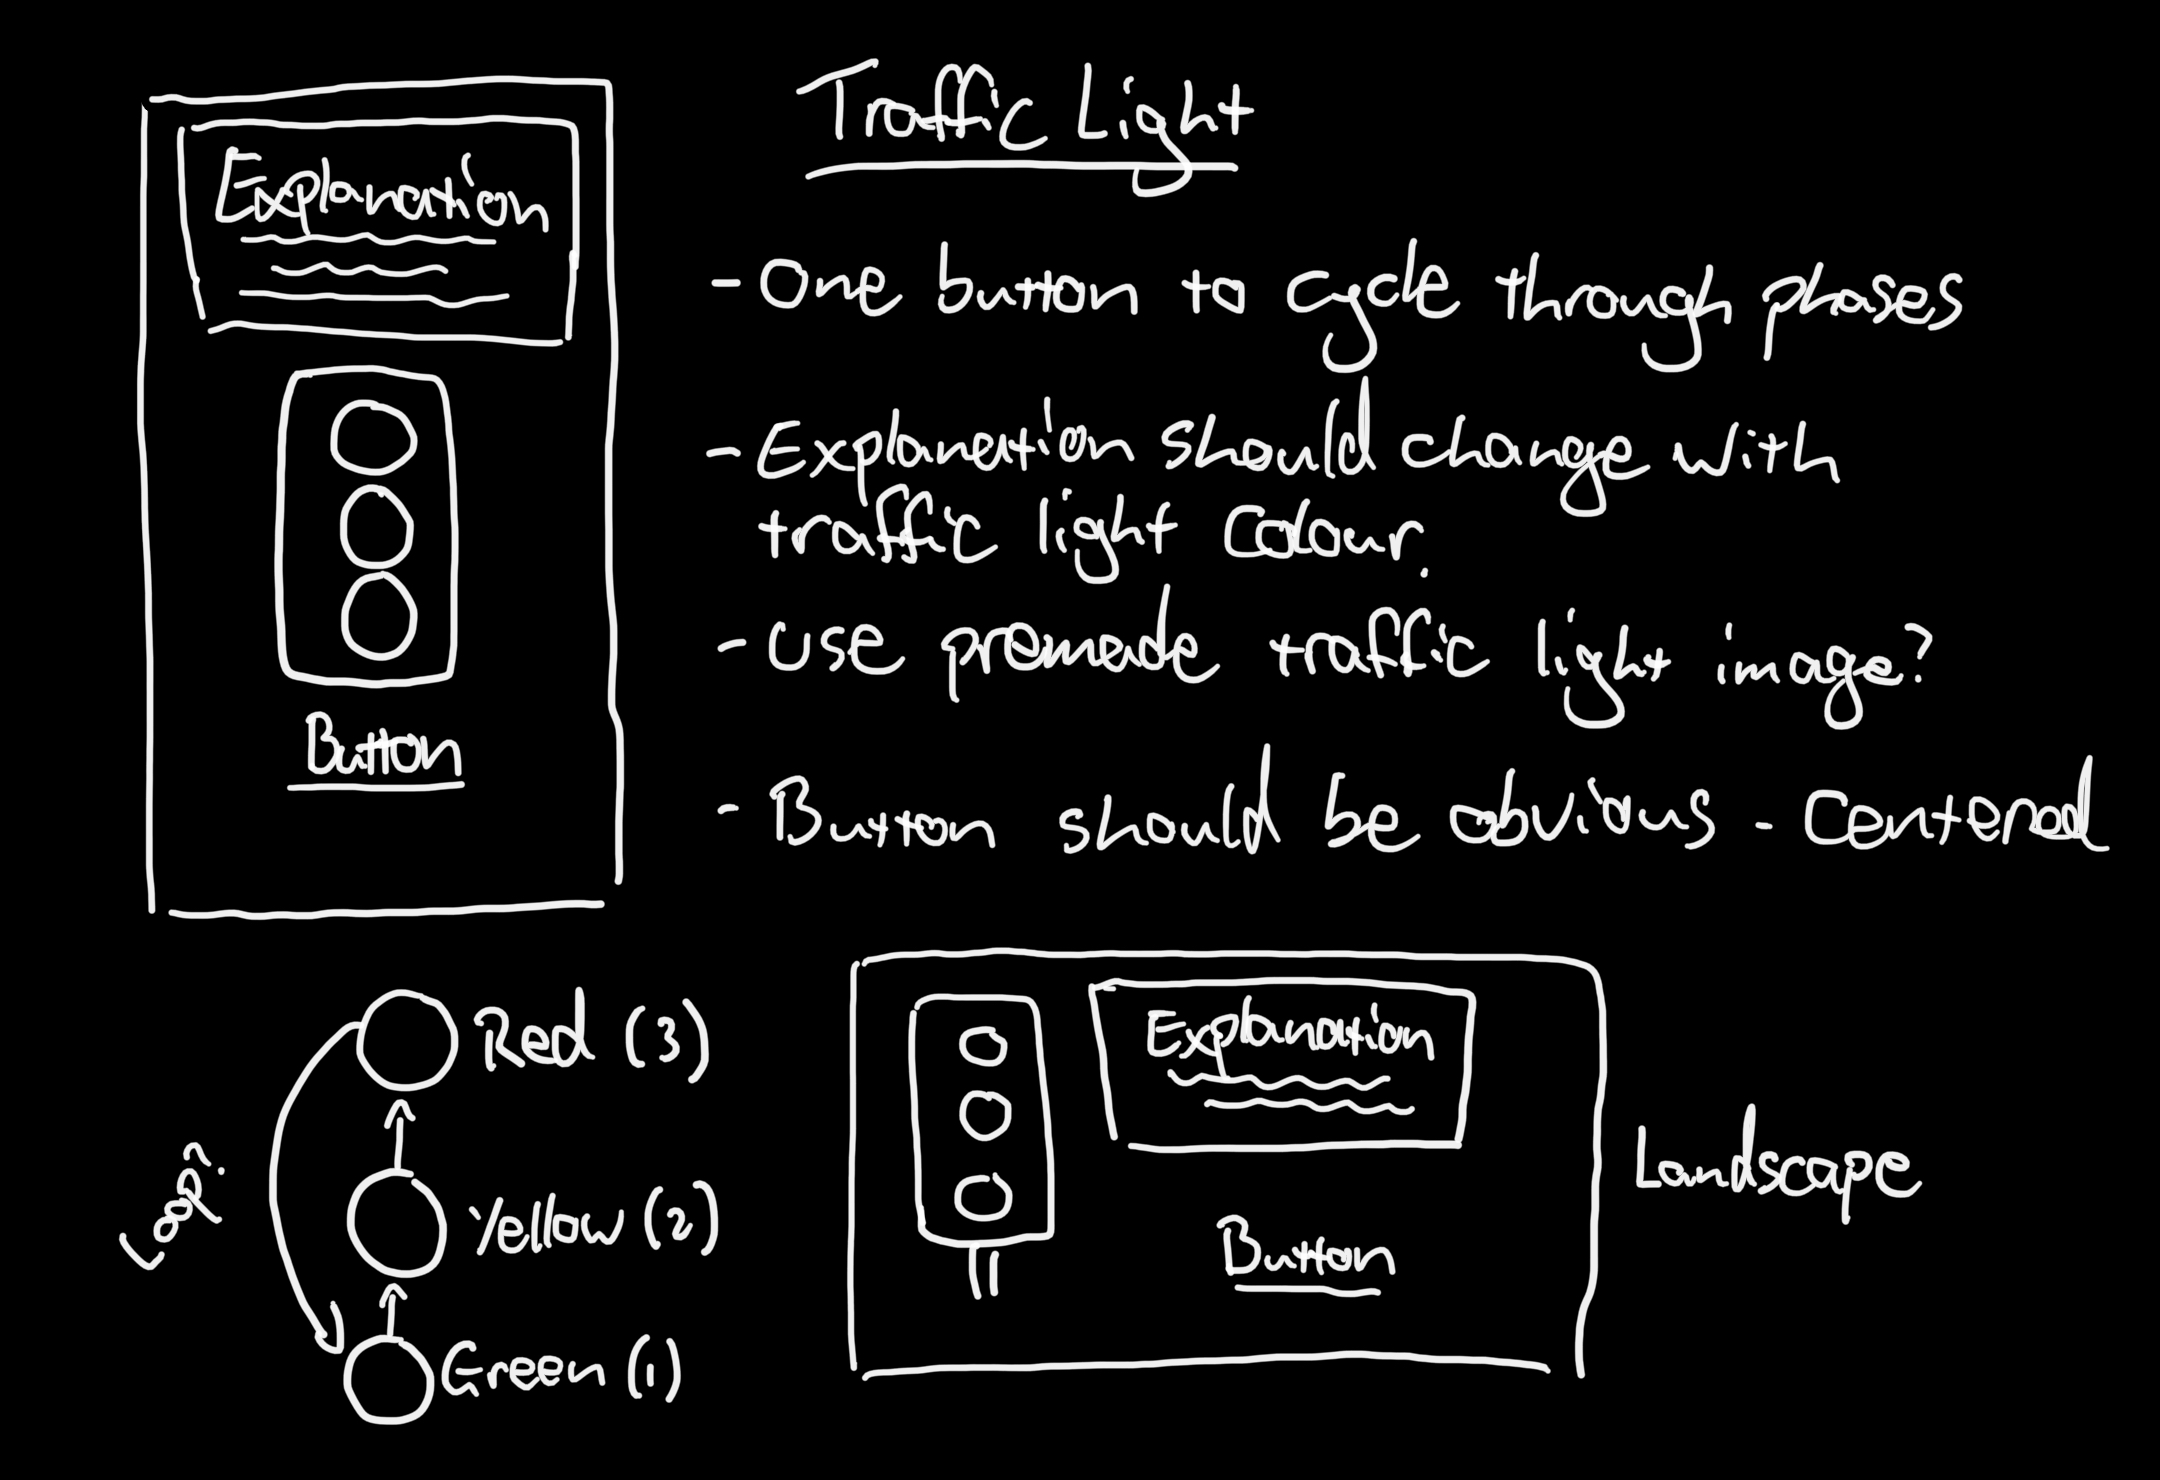 Traffic Light
Explanation
- One button to cycle through phases
- Explanation should change with
traffic light colour.
- Use premade traffic light image?
Button
- Button should be obvious - Centered
Red (3)
Loop?
Yellow (2)
Green (1)
Explanation
Button
Landscape